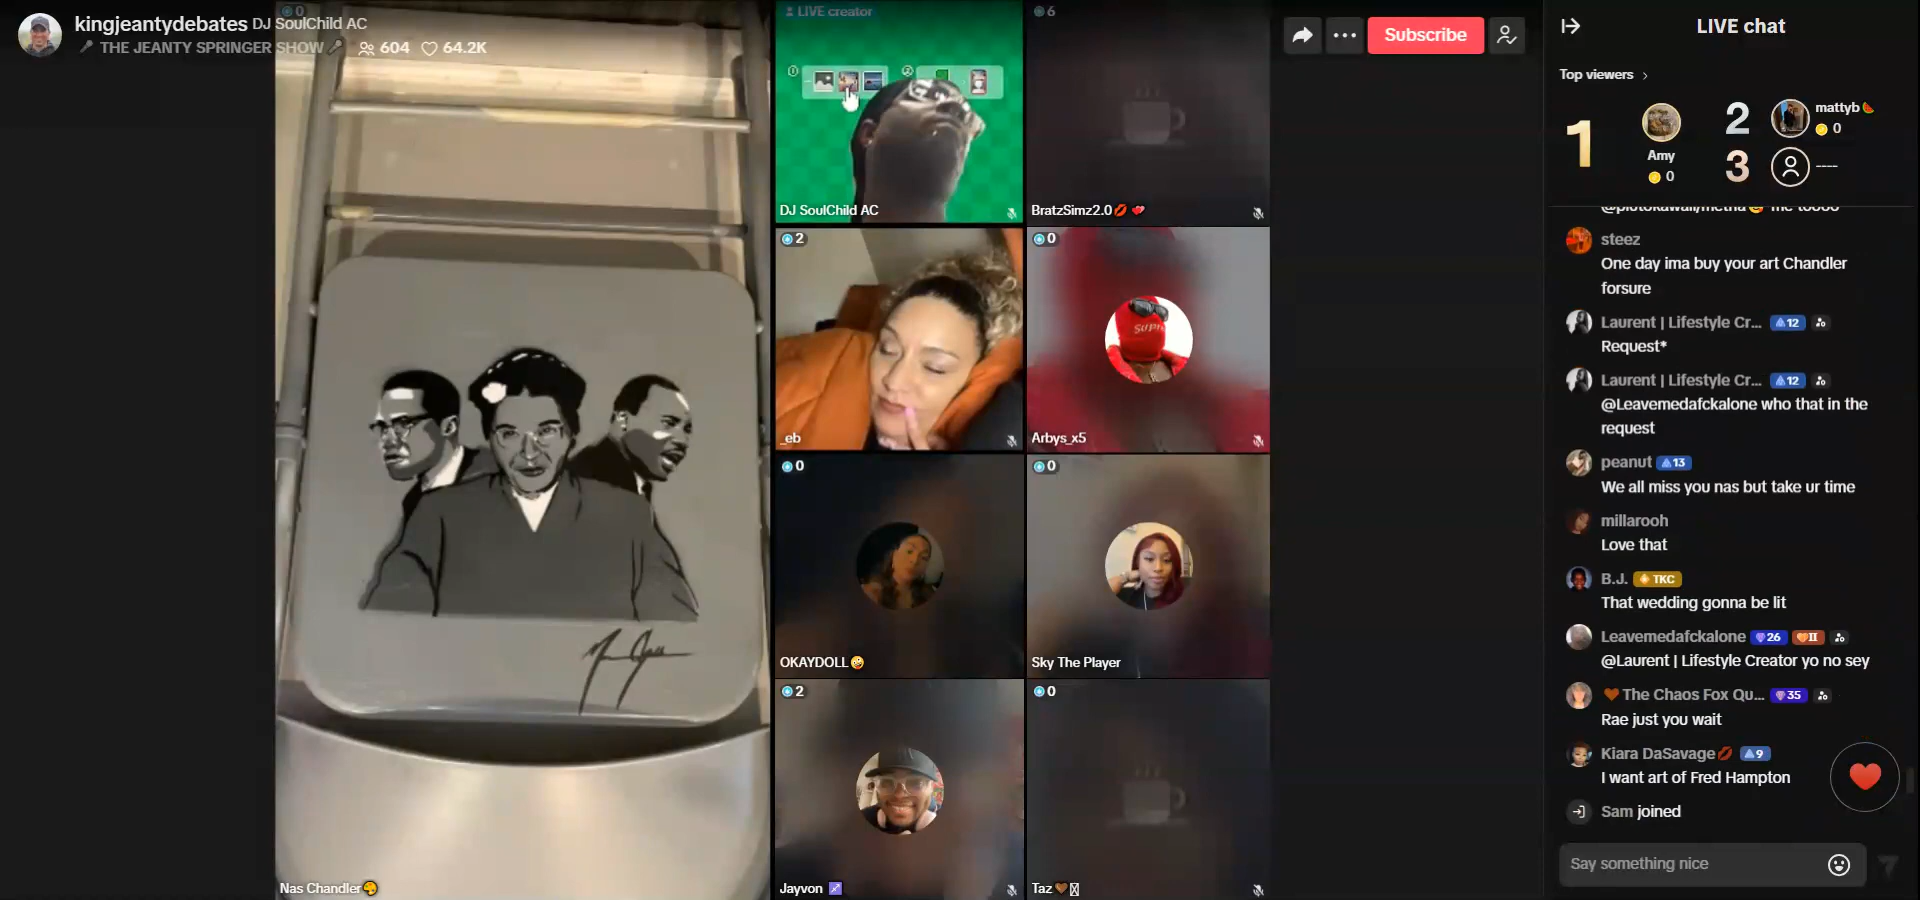 kingjeantydebates DJ SoulChild AC
THE JEANTY SPRINGER SHOW 604 64.2K
0
Nas Chandler
LIVE creator
DJ SoulChild AC
6
BratzSimz2.0
2
_eb
0
Arbys_x5
0
OKAYDOLL
0
Sky The Player
2
Jayvon
0
Taz
Subscribe
LIVE chat
Top viewers
1
Amy
0
2
mattyb
0
3
----
steez
One day ima buy your art Chandler
forsure
Laurent | Lifestyle Cr... 12
Request*
Laurent | Lifestyle Cr... 12
@Leavemedafckalone who that in the
request
peanut 13
We all miss you nas but take ur time
millarooh
Love that
B.J. TKC
That wedding gonna be lit
Leavemedafckalone 26 II
@Laurent | Lifestyle Creator yo no sey
The Chaos Fox Qu... 35
Rae just you wait
Kiara DaSavage 9
I want art of Fred Hampton
Sam joined
Say something nice